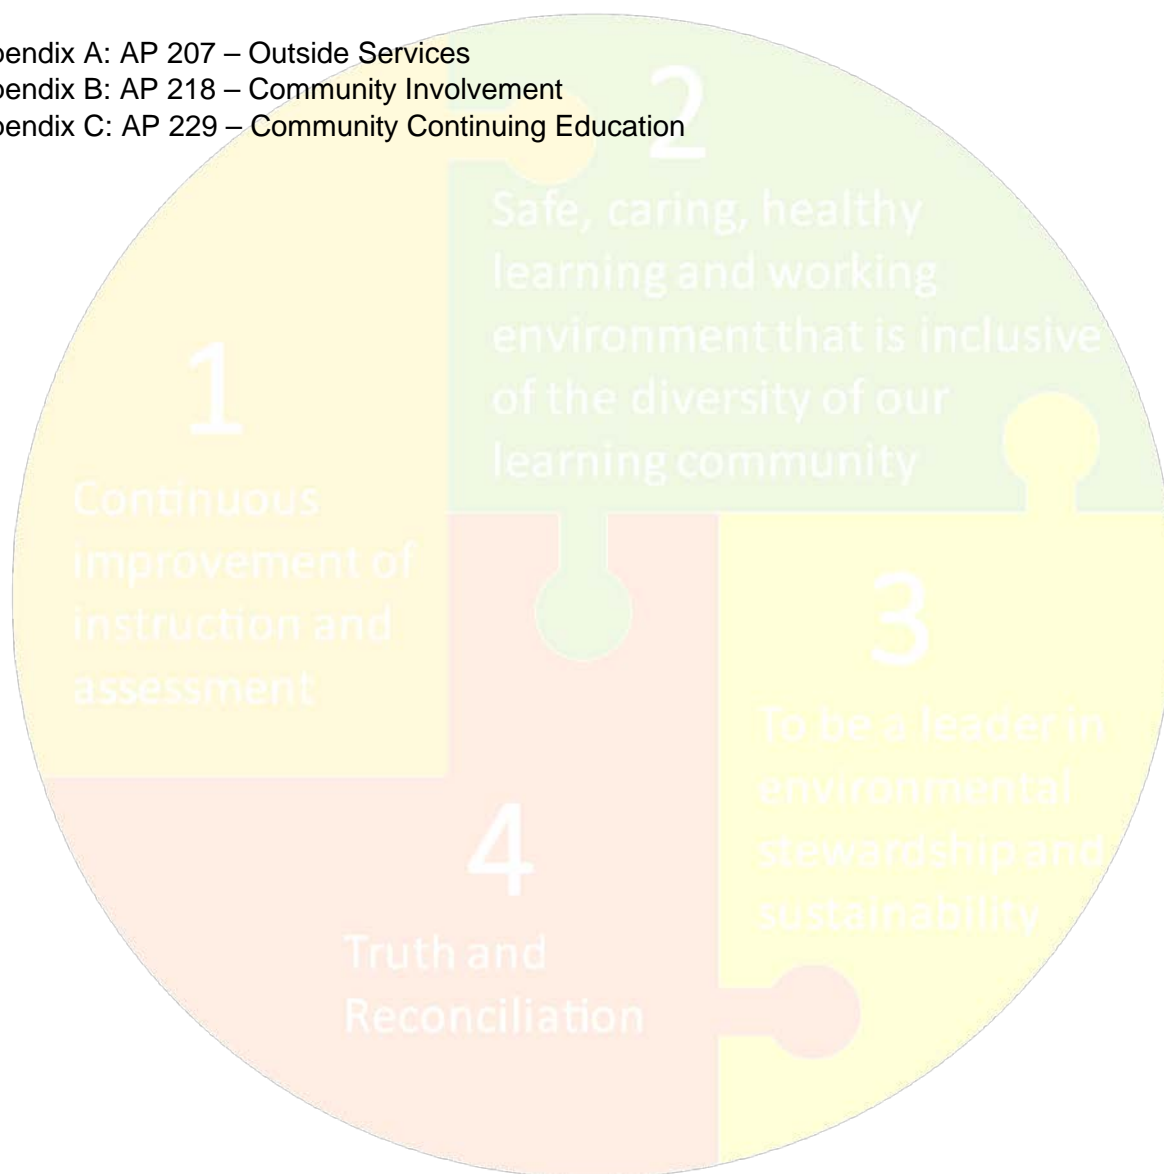 pendix A: AP 207 – Outside Services
pendix B: AP 218 – Community Involvement
pendix C: AP 229 – Community Continuing Education
2
Safe, caring, healthy
learning and working
environment that is inclusive
of the diversity of our
learning community
1
Continuous
improvement of
instruction and
assessment
3
To be a leader in
environmental
stewardship and
sustainability
4
Truth and
Reconciliation